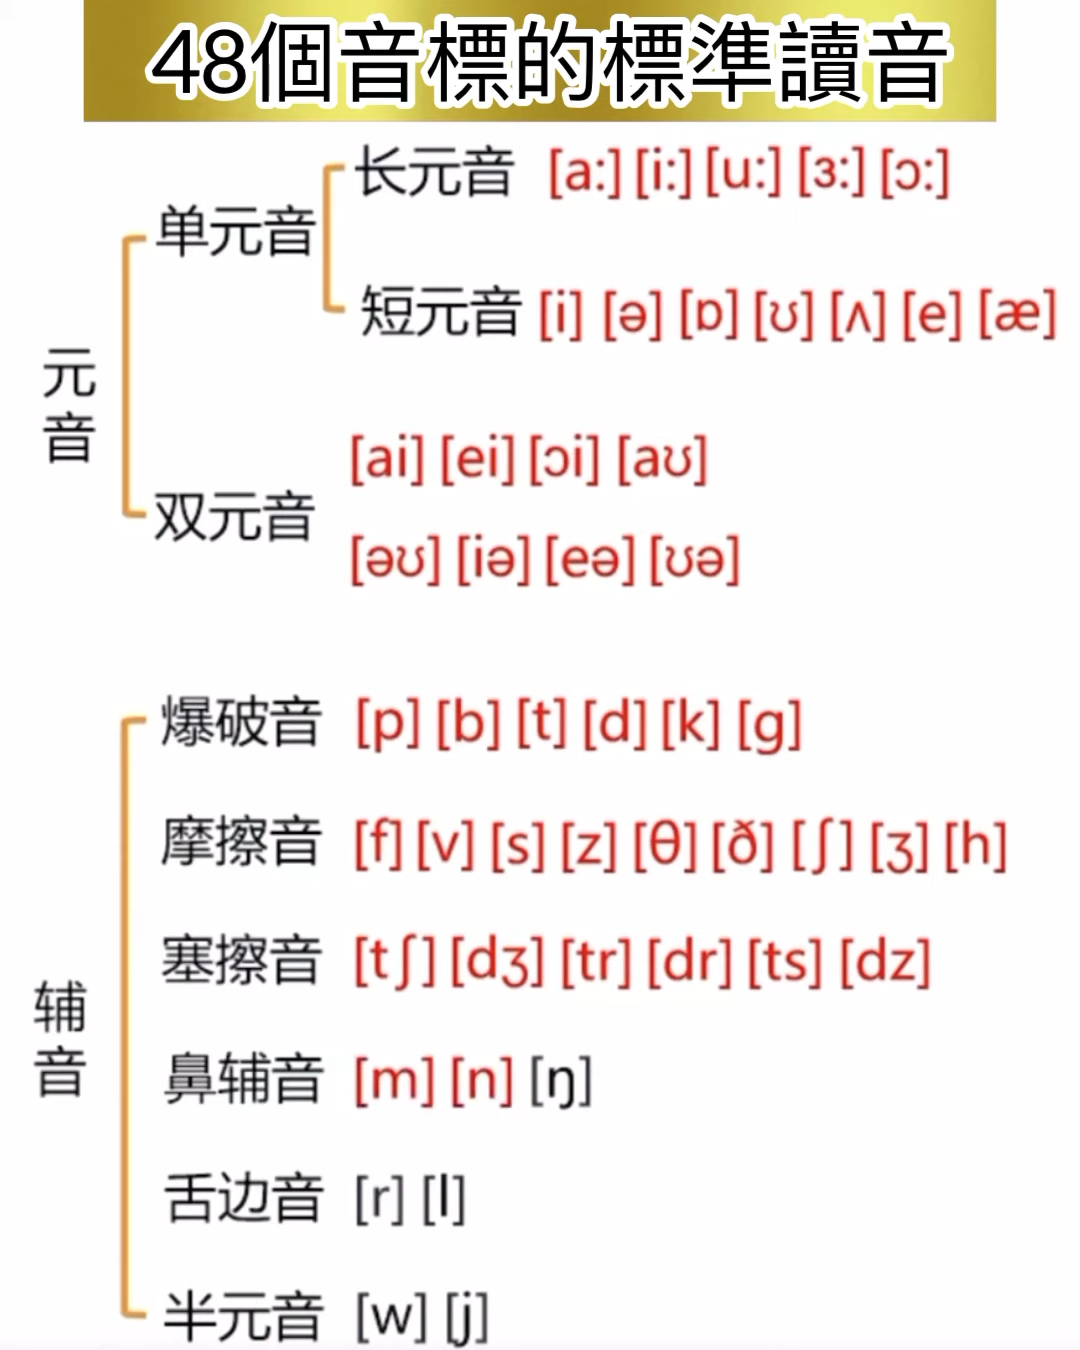 48個音標的標準讀音
元音
单元音
长元音 [a:] [i:] [u:] [ɜ:] [ɔ:]
短元音 [i] [ə] [ɒ] [ʊ] [ʌ] [e] [æ]
双元音
[ai] [ei] [ɔi] [aʊ]
[əʊ] [iə] [eə] [ʊə]
辅音
爆破音 [p] [b] [t] [d] [k] [g]
摩擦音 [f] [v] [s] [z] [θ] [ð] [ʃ] [ʒ] [h]
塞擦音 [tʃ] [dʒ] [tr] [dr] [ts] [dz]
鼻辅音 [m] [n] [ŋ]
舌边音 [r] [l]
半元音 [w] [j]